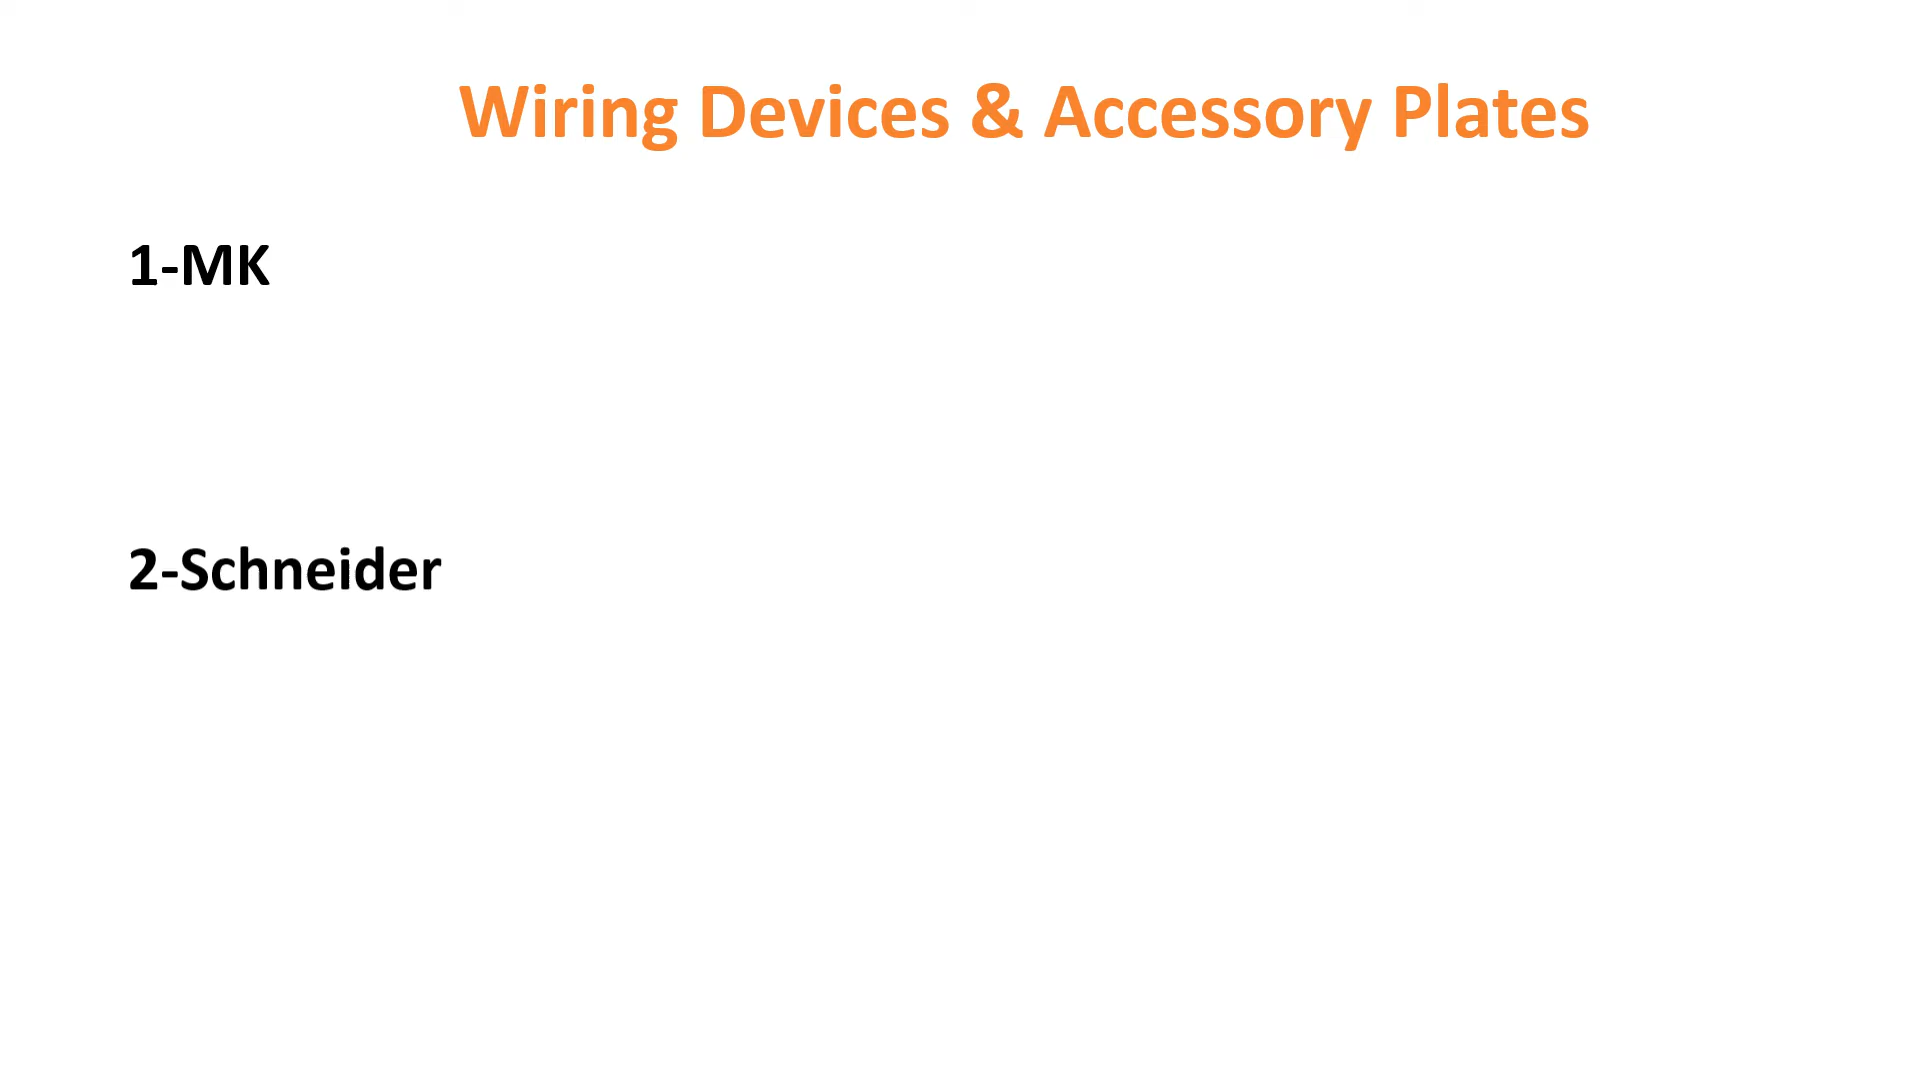 Wiring Devices & Accessory Plates
1-MK
2-Schneider